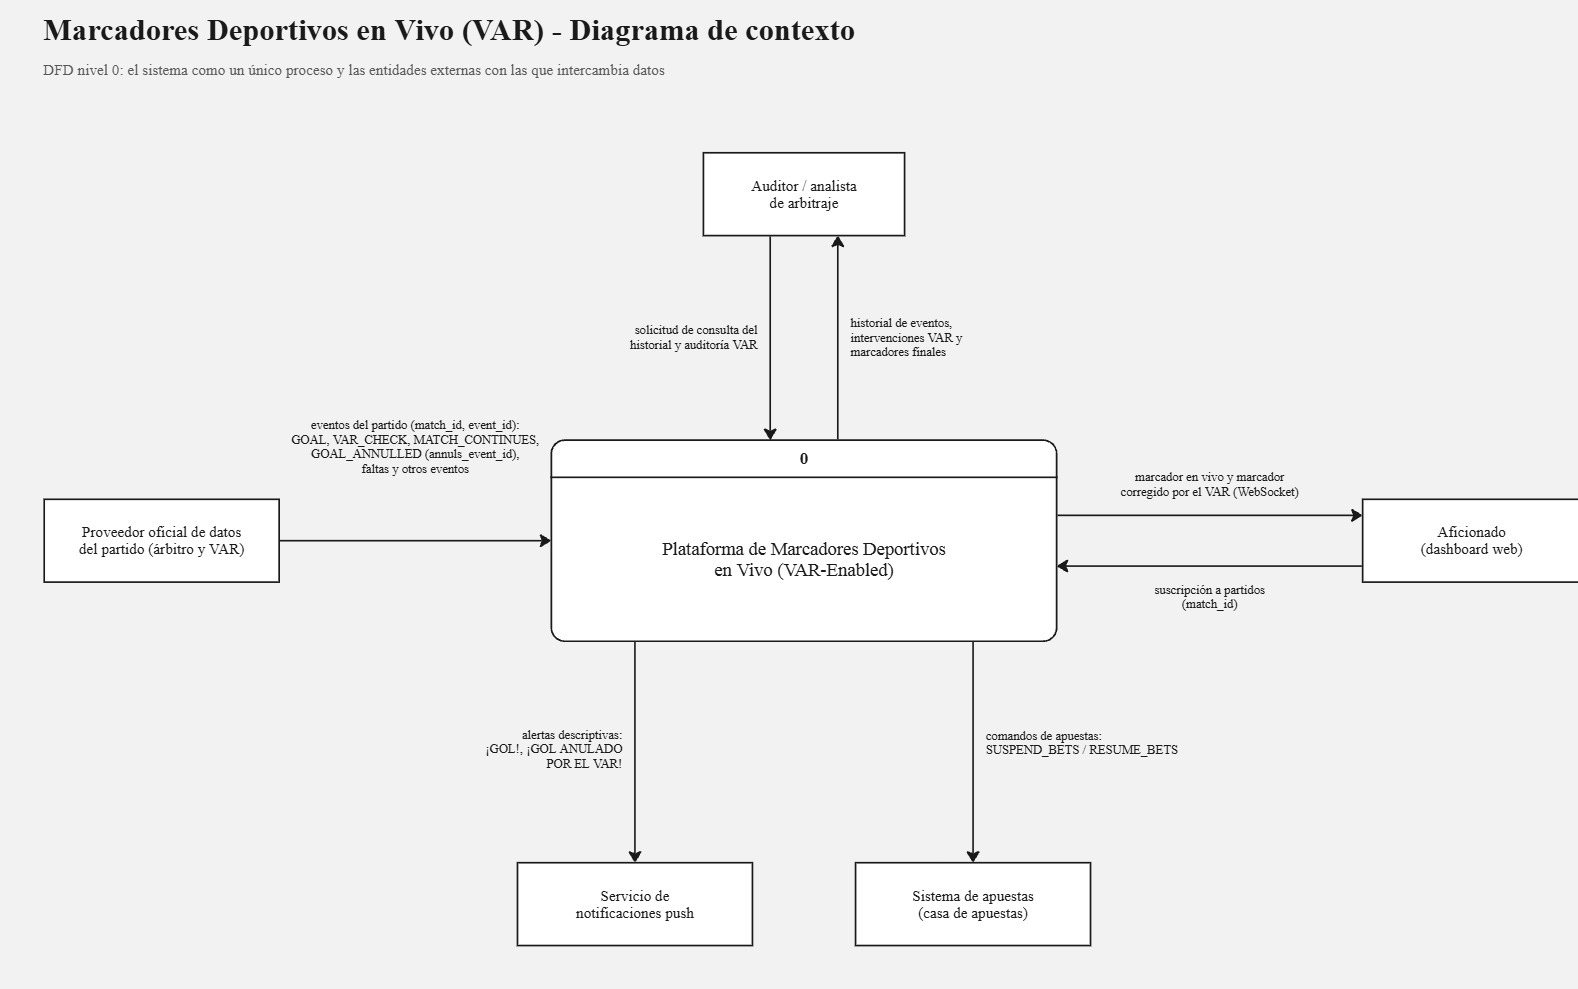 Marcadores Deportivos en Vivo (VAR) - Diagrama de contexto
DFD nivel 0: el sistema como un único proceso y las entidades externas con las que intercambia datos
Auditor / analista
de arbitraje
solicitud de consulta del
historial y auditoría VAR
historial de eventos,
intervenciones VAR y
marcadores finales
eventos del partido (match_id, event_id):
GOAL, VAR_CHECK, MATCH_CONTINUES,
GOAL_ANNULLED (annuls_event_id),
faltas y otros eventos
0
marcador en vivo y marcador
corregido por el VAR (WebSocket)
Proveedor oficial de datos
del partido (árbitro y VAR)
Plataforma de Marcadores Deportivos
en Vivo (VAR-Enabled)
Aficionado
(dashboard web)
suscripción a partidos
(match_id)
alertas descriptivas:
¡GOL!, ¡GOL ANULADO
POR EL VAR!
comandos de apuestas:
SUSPEND_BETS / RESUME_BETS
Servicio de
notificaciones push
Sistema de apuestas
(casa de apuestas)